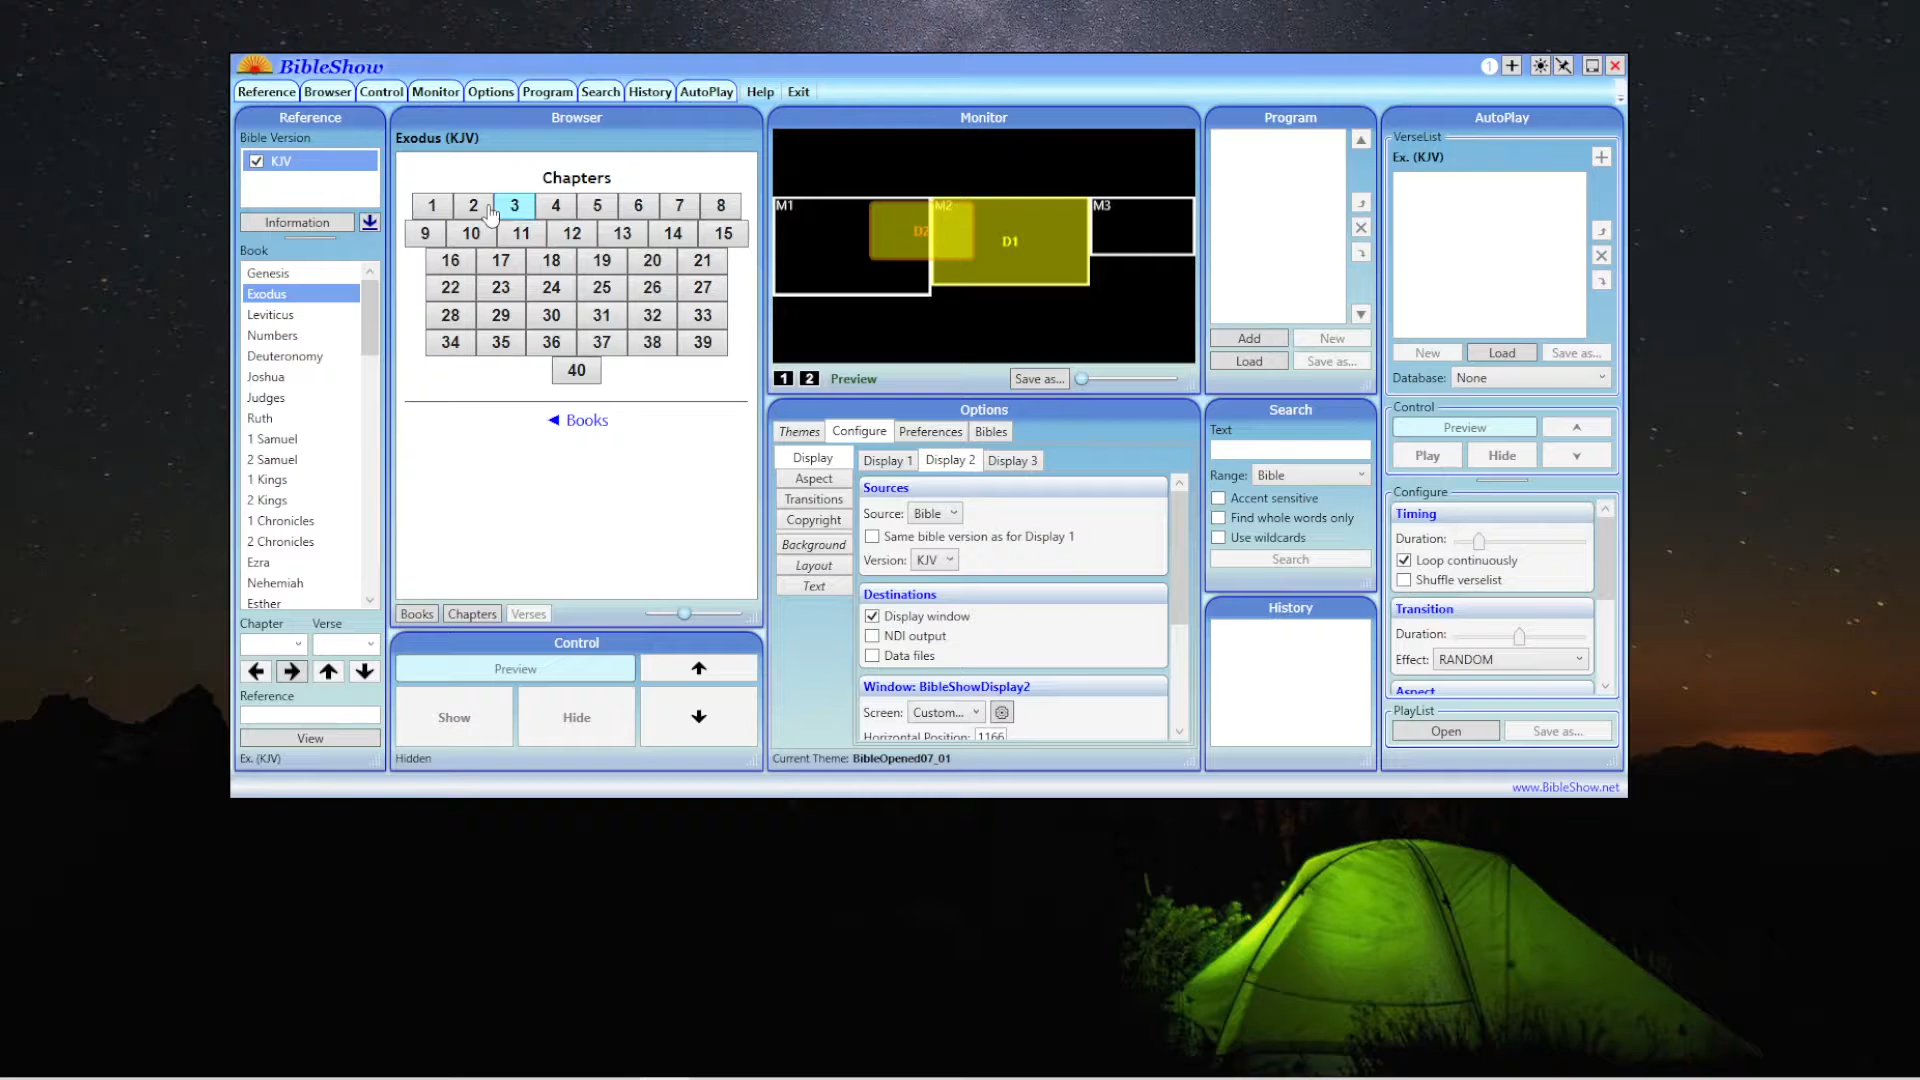 BibleShow
1
Reference Browser Control Monitor Options Program Search History AutoPlay Help Exit
Reference
Bible Version
KJV
Information
Book
Genesis
Exodus
Leviticus
Numbers
Deuteronomy
Joshua
Judges
Ruth
1 Samuel
2 Samuel
1 Kings
2 Kings
1 Chronicles
2 Chronicles
Ezra
Nehemiah
Esther
Chapter Verse
Reference
View
Ex. (KJV)
Browser
Exodus (KJV)
Chapters
1 2 3 4 5 6 7 8
9 10 11 12 13 14 15
16 17 18 19 20 21
22 23 24 25 26 27
28 29 30 31 32 33
34 35 36 37 38 39
40
◄ Books
Books Chapters Verses
Control
Preview
Show Hide
Hidden
Monitor
M1 M2 M3
D2 D1
1 2 Preview Save as...
Options
Themes Configure Preferences Bibles
Display
Aspect
Transitions
Copyright
Background
Layout
Text
Display 1 Display 2 Display 3
Sources
Source: Bible
Same bible version as for Display 1
Version: KJV
Destinations
Display window
NDI output
Data files
Window: BibleShowDisplay2
Screen: Custom...
Horizontal Position: 1166
Current Theme: BibleOpened07_01
Program
Add New
Load Save as...
Search
Text
Range: Bible
Accent sensitive
Find whole words only
Use wildcards
Search
History
AutoPlay
VerseList
Ex. (KJV)
New Load Save as...
Database: None
Control
Preview
Play Hide
Configure
Timing
Duration:
Loop continuously
Shuffle verselist
Transition
Duration:
Effect: RANDOM
Aspect
PlayList
Open Save as...
www.BibleShow.net